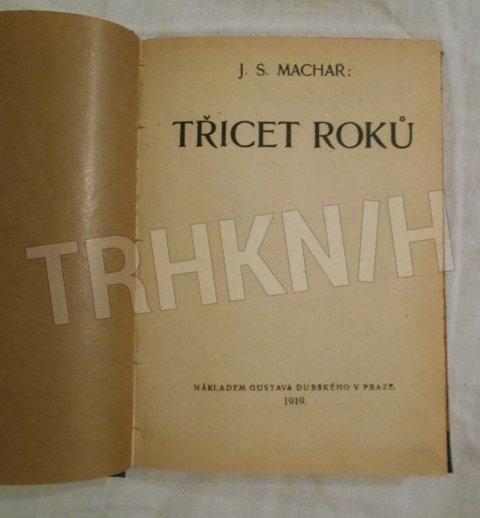 J. S. MACHAR:
TŘICET ROKŮ
TRHKNIH
NÁKLADEM GUSTAVA DUBSKÉHO V PRAZE.
1919.